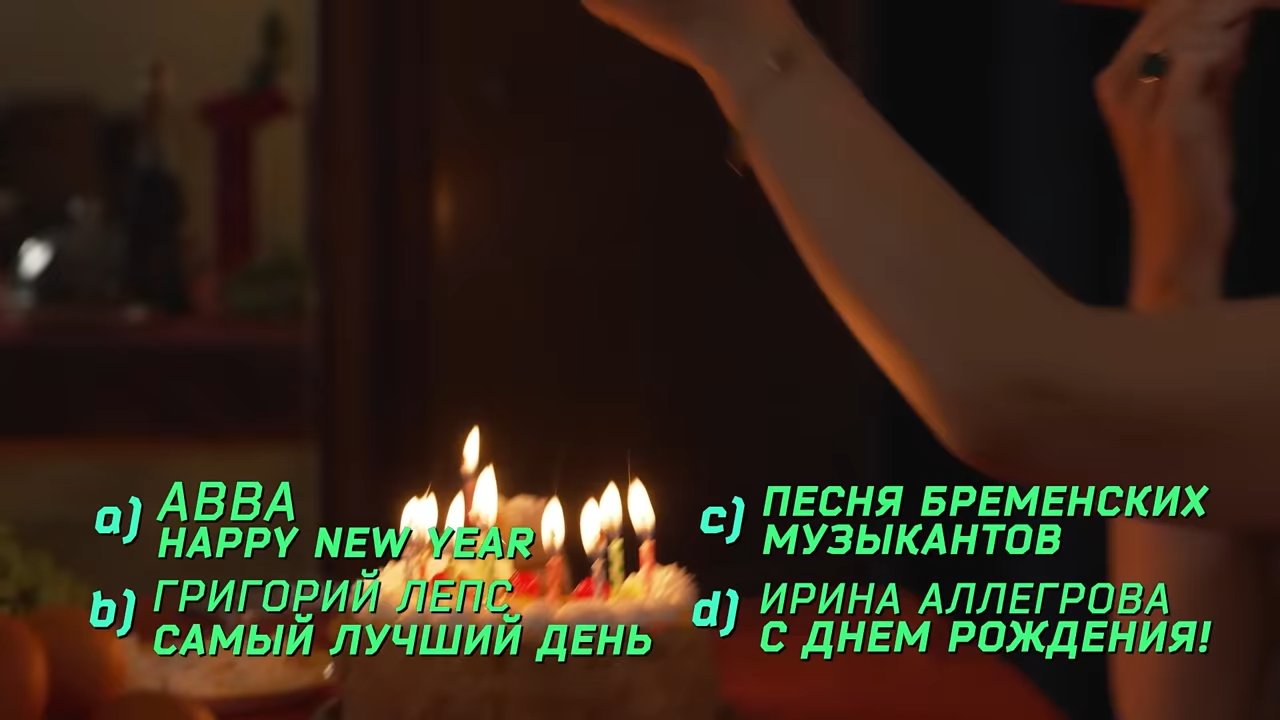 a) ABBA
HAPPY NEW YEAR
b) ГРИГОРИЙ ЛЕПС
САМЫЙ ЛУЧШИЙ ДЕНЬ
c) ПЕСНЯ БРЕМЕНСКИХ
МУЗЫКАНТОВ
d) ИРИНА АЛЛЕГРОВА
С ДНЕМ РОЖДЕНИЯ!